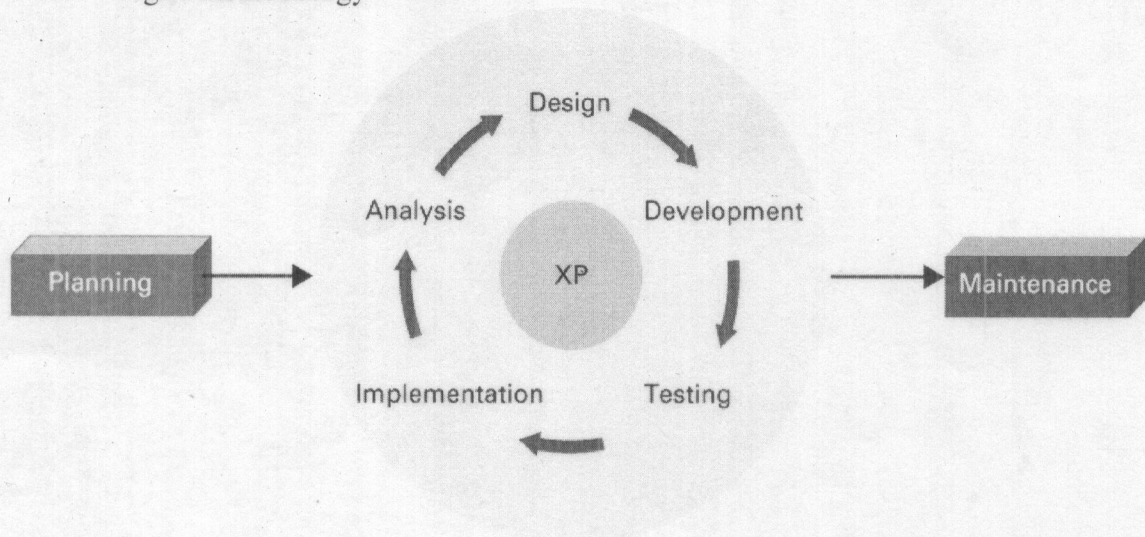 Design
Analysis
Development
XP
Planning
Maintenance
Implementation
Testing